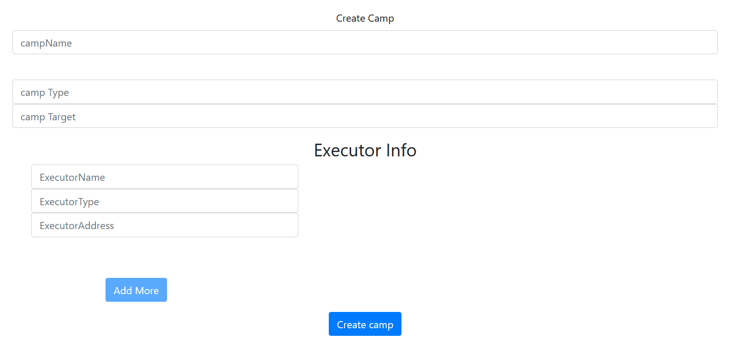 Create Camp
campName
camp Type
camp Target
Executor Info
ExecutorName
ExecutorType
ExecutorAddress
Add More
Create camp